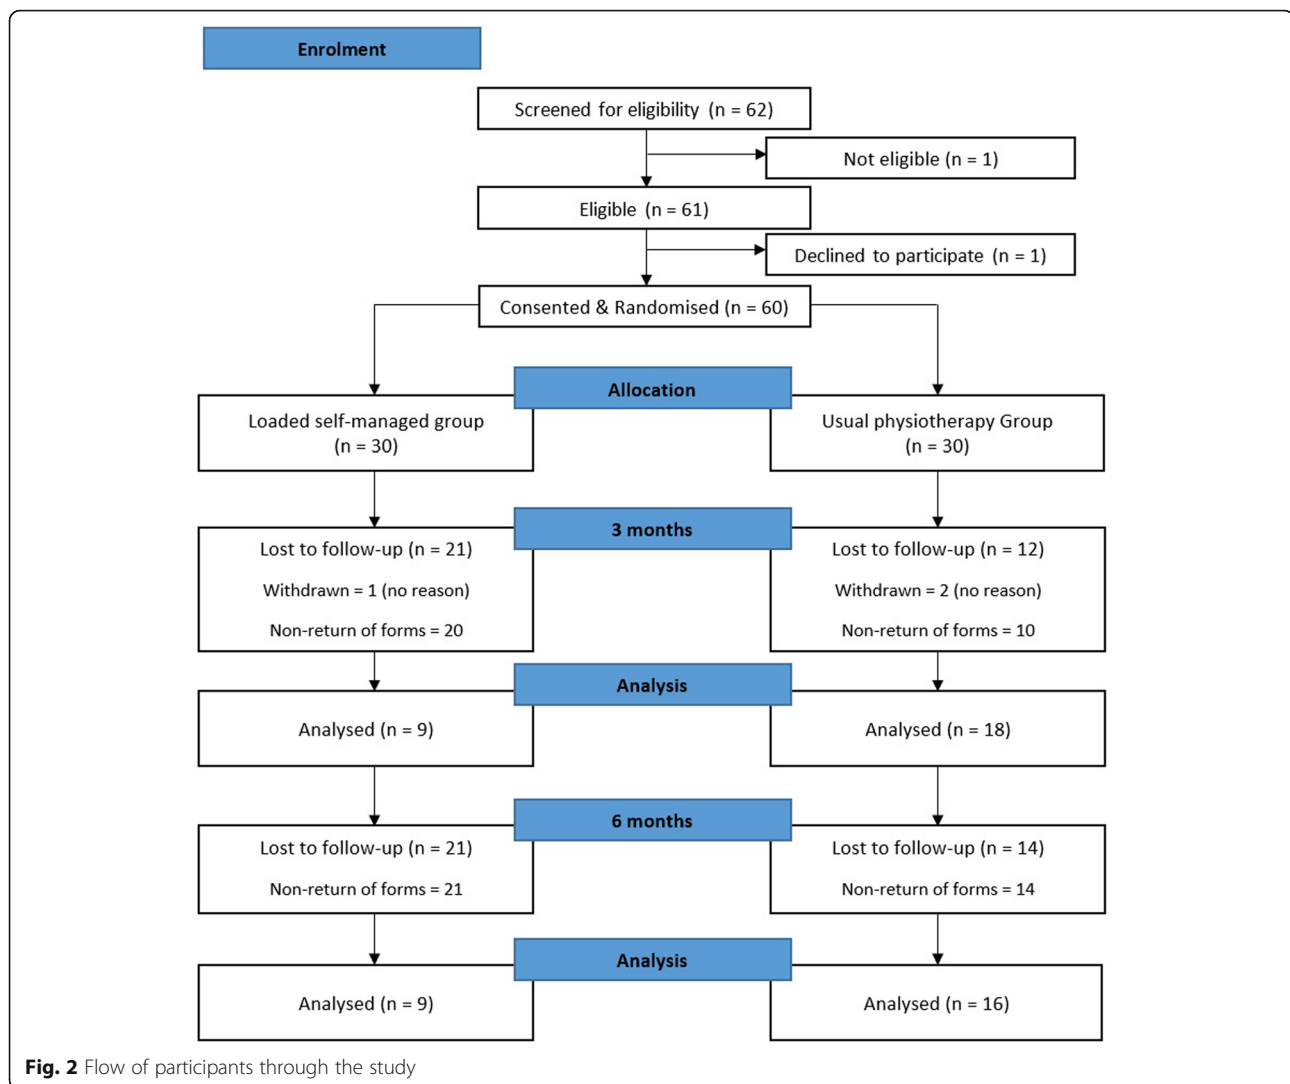 Enrolment
Screened for eligibility (n = 62)
Not eligible (n = 1)
Eligible (n = 61)
Declined to participate (n = 1)
Consented & Randomised (n = 60)
Allocation
Loaded self-managed group
(n = 30)
Usual physiotherapy Group
(n = 30)
3 months
Lost to follow-up (n = 21)
Withdrawn = 1 (no reason)
Non-return of forms = 20
Lost to follow-up (n = 12)
Withdrawn = 2 (no reason)
Non-return of forms = 10
Analysis
Analysed (n = 9)
Analysed (n = 18)
6 months
Lost to follow-up (n = 21)
Non-return of forms = 21
Lost to follow-up (n = 14)
Non-return of forms = 14
Analysis
Analysed (n = 9)
Analysed (n = 16)
Fig. 2 Flow of participants through the study